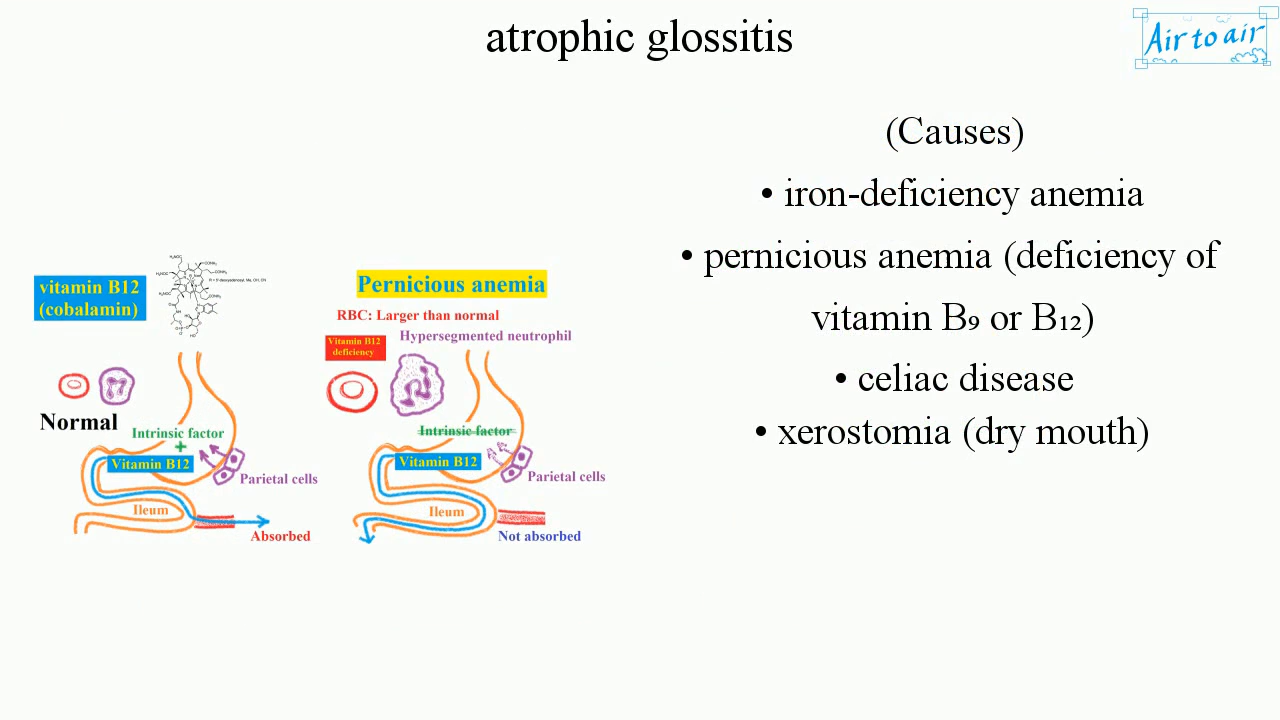 atrophic glossitis
Air to air
(Causes)
• iron-deficiency anemia
• pernicious anemia (deficiency of
vitamin B₉ or B₁₂)
• celiac disease
• xerostomia (dry mouth)
vitamin B12
(cobalamin)
Normal
Intrinsic factor
+
Vitamin B12
Parietal cells
Ileum
Absorbed
Pernicious anemia
RBC: Larger than normal
Hypersegmented neutrophil
Vitamin B12
deficiency
Intrinsic factor
Vitamin B12
Parietal cells
Ileum
Not absorbed